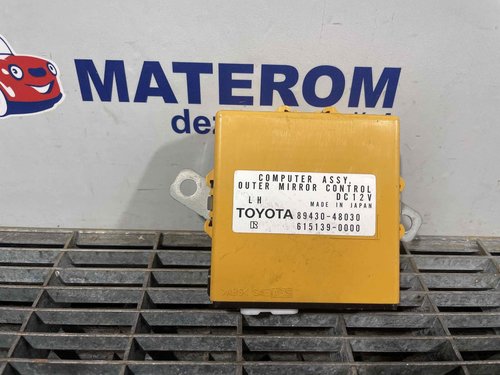 MATEROM
COMPUTER ASSY,
OUTER MIRROR CONTROL
DC12V
LH
MADE IN JAPAN
TOYOTA 89430-48030
615139-0000